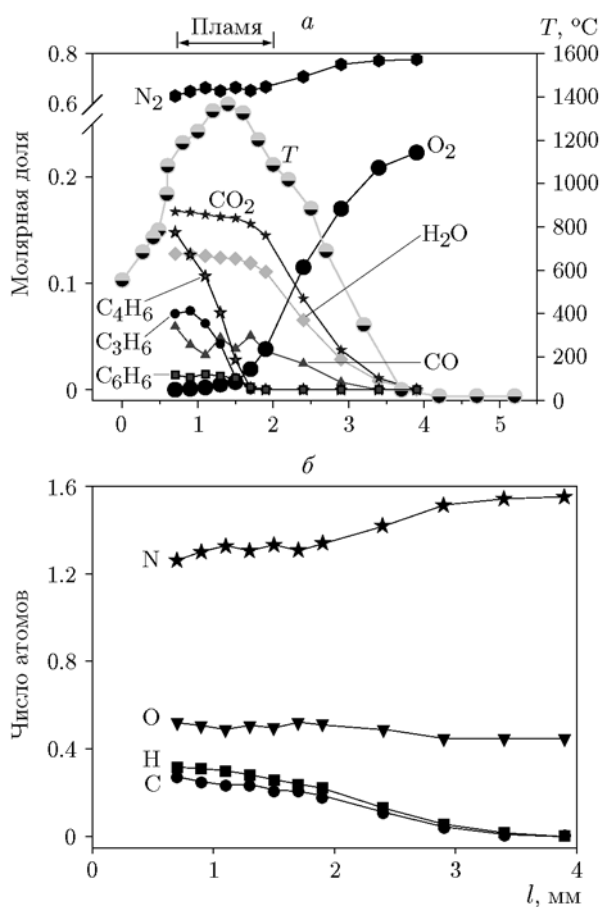 Пламя
а
T, °C
0.8
0.6
0.2
0.1
0
Молярная доля
1600
1400
1200
1000
800
600
400
200
0
N2
T
O2
CO2
H2O
C4H6
C3H6
CO
C6H6
0 1 2 3 4 5
б
1.6
1.2
0.8
0.4
0
Число атомов
N
O
H
C
0 1 2 3 4
l, мм